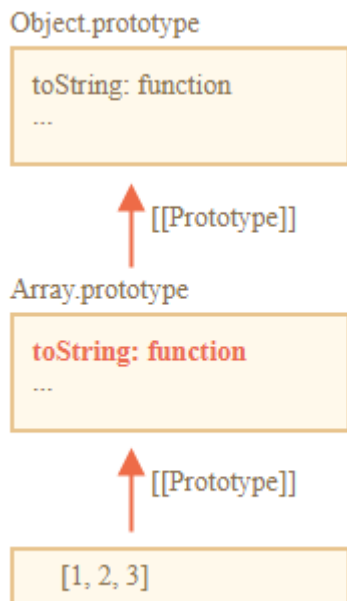 Object.prototype
toString: function
...
[[Prototype]]
Array.prototype
toString: function
...
[[Prototype]]
[1, 2, 3]